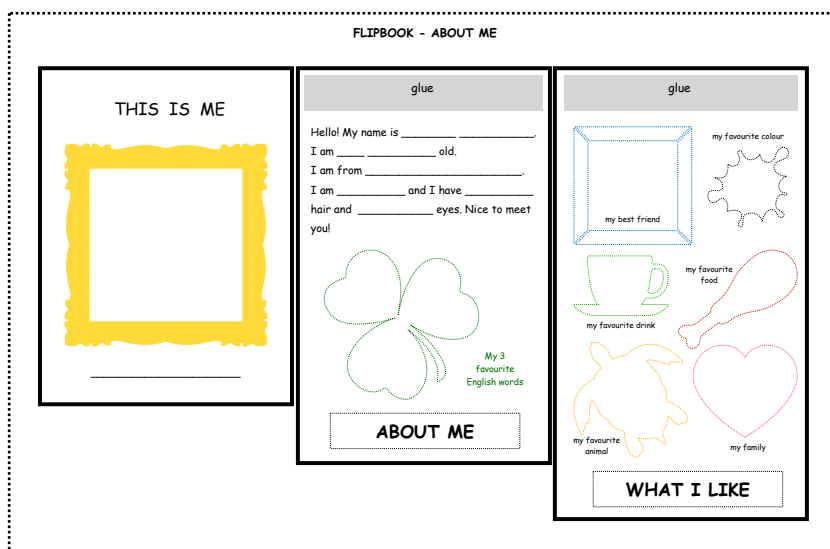 FLIPBOOK - ABOUT ME
THIS IS ME
____________________
glue
Hello! My name is ________ ___________.
I am ____ __________ old.
I am from _______________________.
I am __________ and I have __________
hair and ___________ eyes. Nice to meet
you!
My 3
favourite
English words
ABOUT ME
glue
my favourite colour
my best friend
my favourite
food
my favourite drink
my favourite
animal
my family
WHAT I LIKE